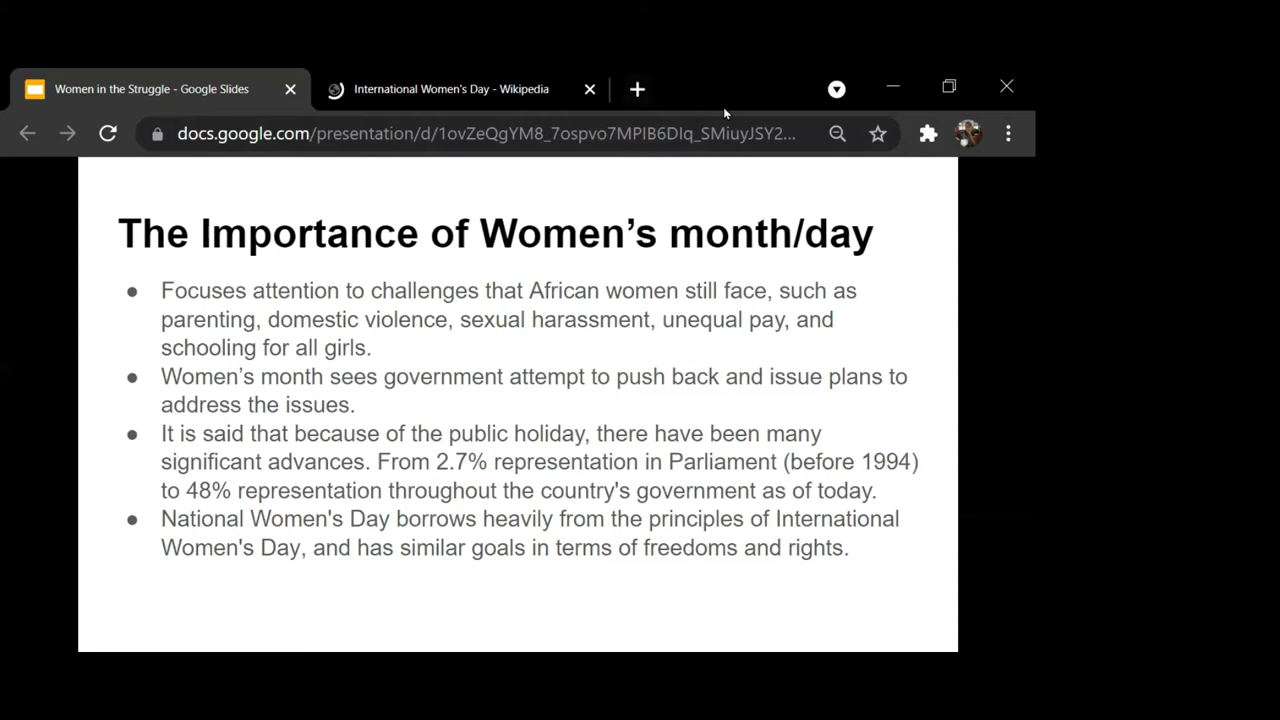 Women in the Struggle - Google Slides
International Women's Day - Wikipedia
docs.google.com/presentation/d/1ovZeQgYM8_7ospvo7MPIB6DIq_SMiuyJSY2...
The Importance of Women’s month/day
● Focuses attention to challenges that African women still face, such as
parenting, domestic violence, sexual harassment, unequal pay, and
schooling for all girls.
● Women’s month sees government attempt to push back and issue plans to
address the issues.
● It is said that because of the public holiday, there have been many
significant advances. From 2.7% representation in Parliament (before 1994)
to 48% representation throughout the country's government as of today.
● National Women's Day borrows heavily from the principles of International
Women's Day, and has similar goals in terms of freedoms and rights.